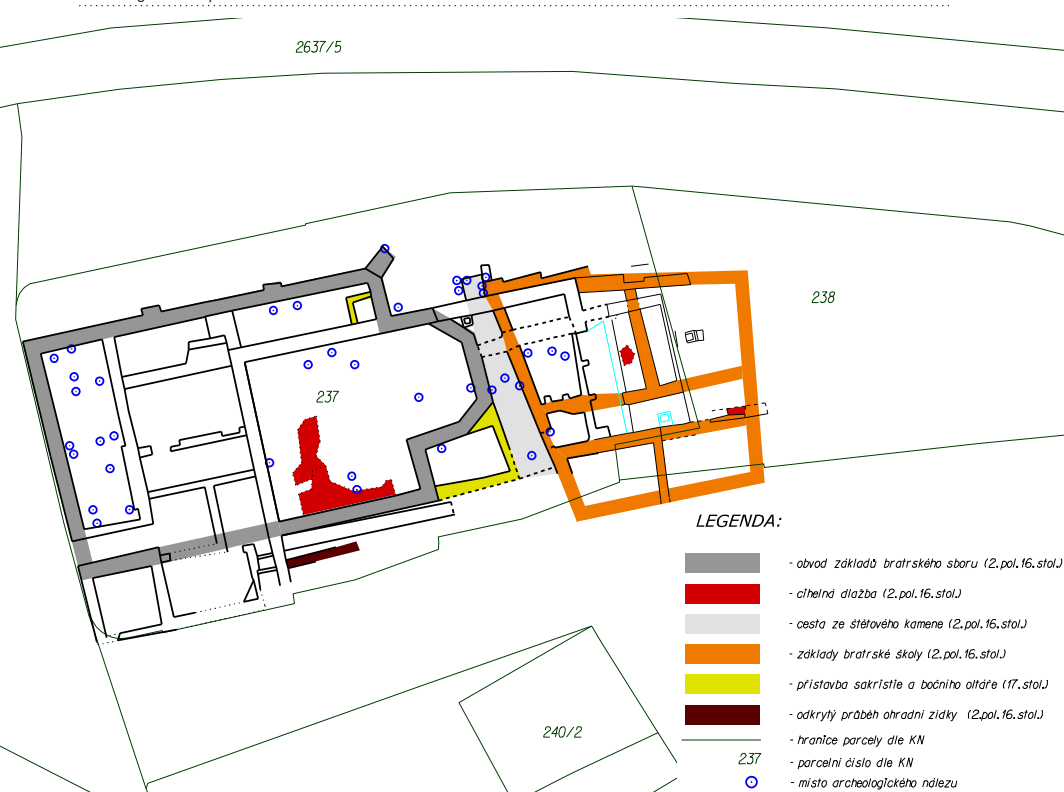 2637/5
238
237
240/2
LEGENDA:
- obvod základů bratrského sboru (2.pol.16.stol.)
- cihelná dlažba (2.pol.16.stol.)
- cesta ze štětového kamene (2.pol.16.stol.)
- základy bratrské školy (2.pol.16.stol.)
- přístavba sakristie a bočního oltáře (17.stol.)
- odkrytý průběh ohradní zídky (2.pol.16.stol.)
- hranice parcely dle KN
237 - parcelní číslo dle KN
- místo archeologického nálezu